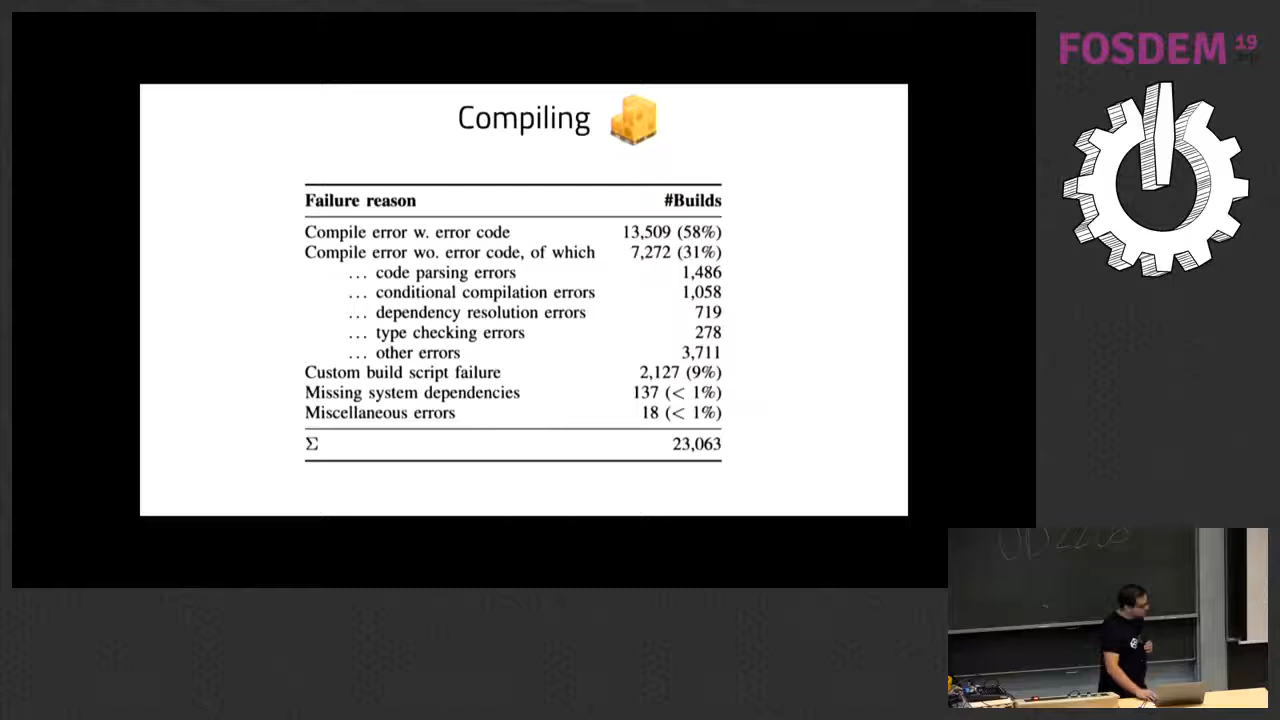 FOSDEM 19
Compiling
Failure reason #Builds
Compile error w. error code 13,509 (58%)
Compile error wo. error code, of which 7,272 (31%)
... code parsing errors 1,486
... conditional compilation errors 1,058
... dependency resolution errors 719
... type checking errors 278
... other errors 3,711
Custom build script failure 2,127 (9%)
Missing system dependencies 137 (< 1%)
Miscellaneous errors 18 (< 1%)
Σ 23,063